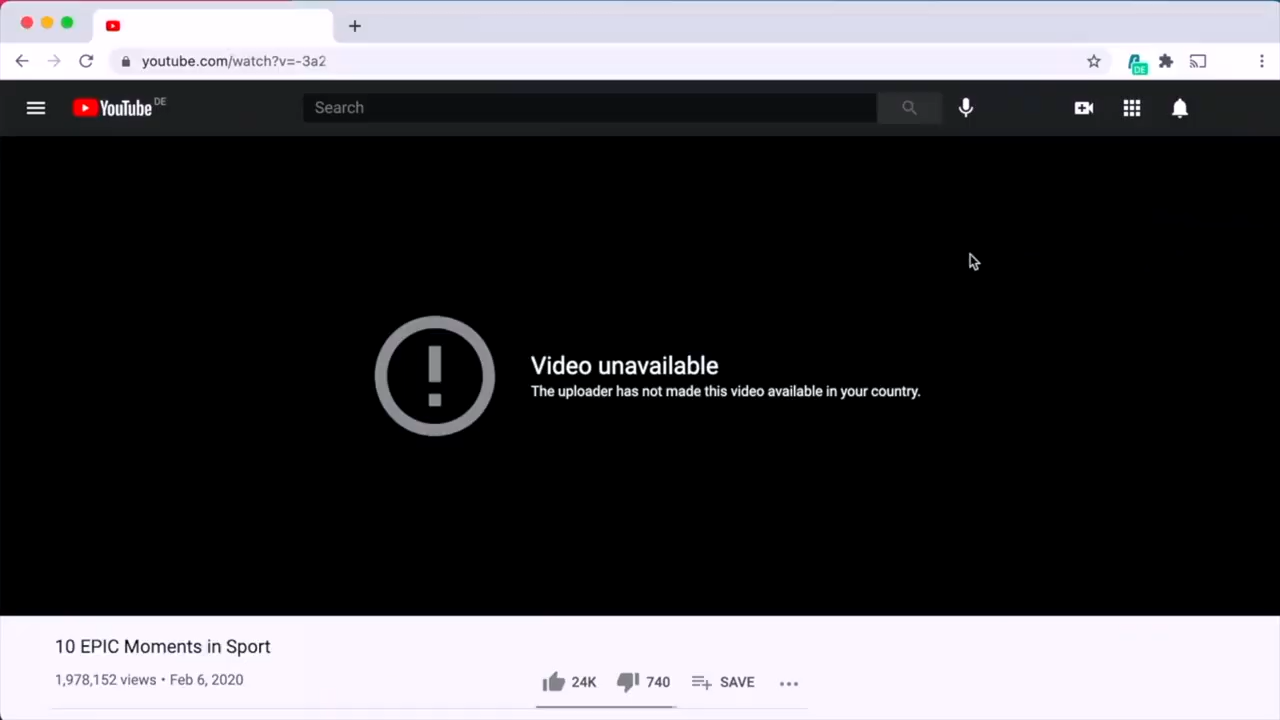 youtube.com/watch?v=-3a2
DE
YouTube DE
Search
Video unavailable
The uploader has not made this video available in your country.
10 EPIC Moments in Sport
1,978,152 views • Feb 6, 2020
24K 740 SAVE